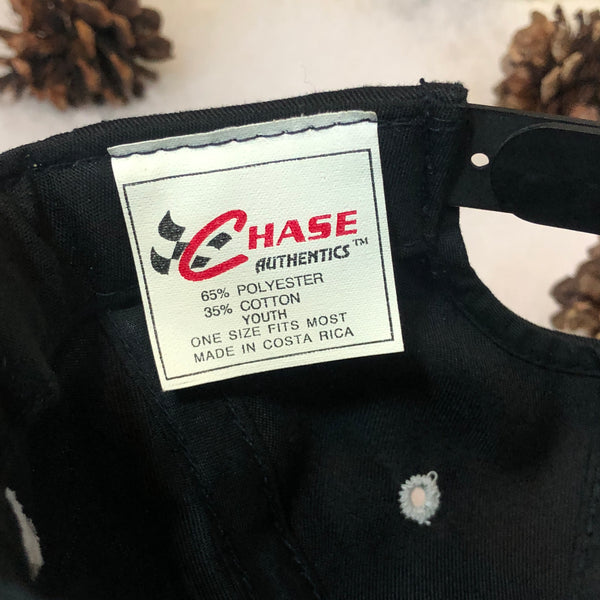 CHASE
AUTHENTICS™
65% POLYESTER
35% COTTON
YOUTH
ONE SIZE FITS MOST
MADE IN COSTA RICA